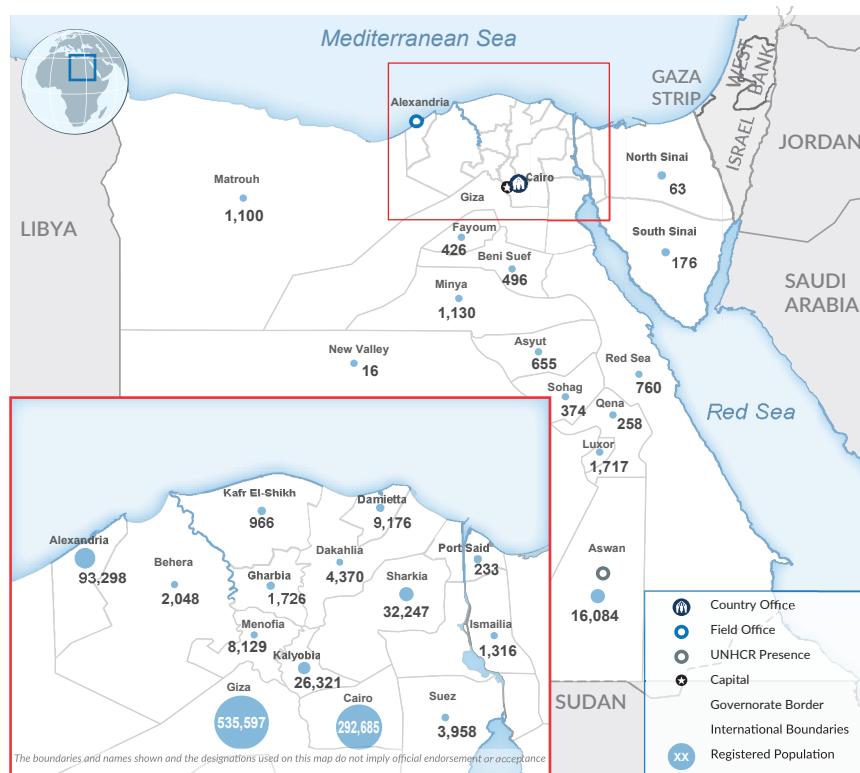 Mediterranean Sea
GAZA
STRIP
WEST
BANK
ISRAEL
JORDAN
Alexandria
Cairo
Giza
North Sinai
63
Matrouh
1,100
LIBYA
South Sinai
176
Fayoum
426
Beni Suef
496
SAUDI
ARABIA
Minya
1,130
New Valley
16
Asyut
655
Red Sea
760
Sohag
374
Qena
258
Red Sea
Luxor
1,717
Aswan
16,084
SUDAN
Kafr El-Shikh
966
Damietta
9,176
Alexandria
93,298
Behera
2,048
Dakahlia
4,370
Port Said
233
Gharbia
1,726
Sharkia
32,247
Menofia
8,129
Ismailia
1,316
Kalyobia
26,321
Giza
535,597
Cairo
292,685
Suez
3,958
The boundaries and names shown and the designations used on this map do not imply official endorsement or acceptance
Country Office
Field Office
UNHCR Presence
Capital
Governorate Border
International Boundaries
XX Registered Population